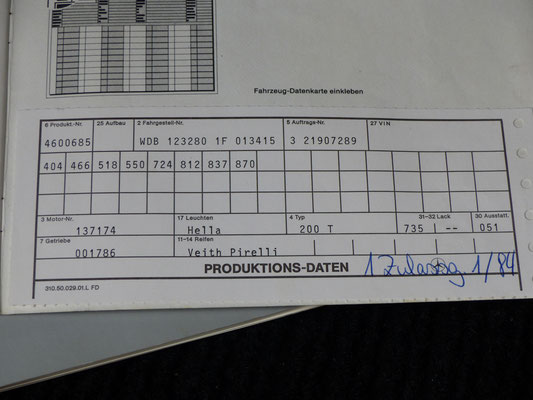 Fahrzeug-Datenkarte einkleben
6 Produkt.-Nr. 25 Aufbau 2 Fahrgestell-Nr. 5 Auftrags-Nr. 27 VIN
4600685 WDB 123280 1F 013415 3 21907289
404 466 518 550 724 812 837 870
3 Motor-Nr. 17 Leuchten 4 Typ 31-32 Lack 30 Ausstatt.
137174 Hella 200 T 735 -- 051
7 Getriebe 11-14 Reifen
001786 Veith Pirelli
PRODUKTIONS-DATEN 1 Zulassg 1/84
310.50.029.01.L FD